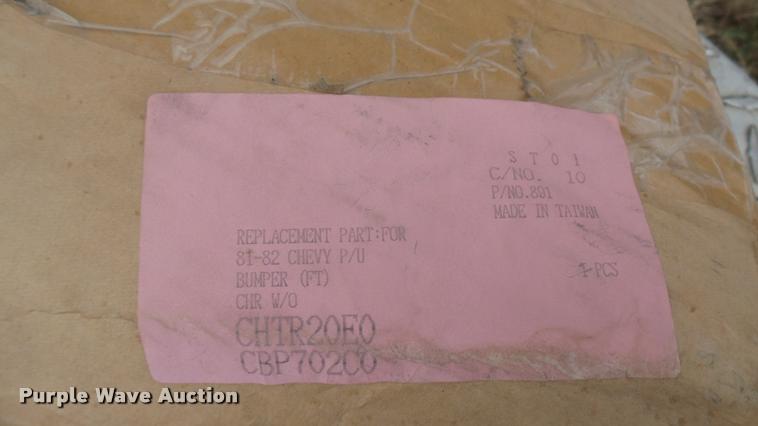 S T 0 1
C/NO. 10
P/NO.891
MADE IN TAIWAN
REPLACEMENT PART:FOR
81-82 CHEVY P/U
BUMPER (FT)
1 PCS
CHR W/O
CHTR20E0
CBP702C0
Purple Wave Auction